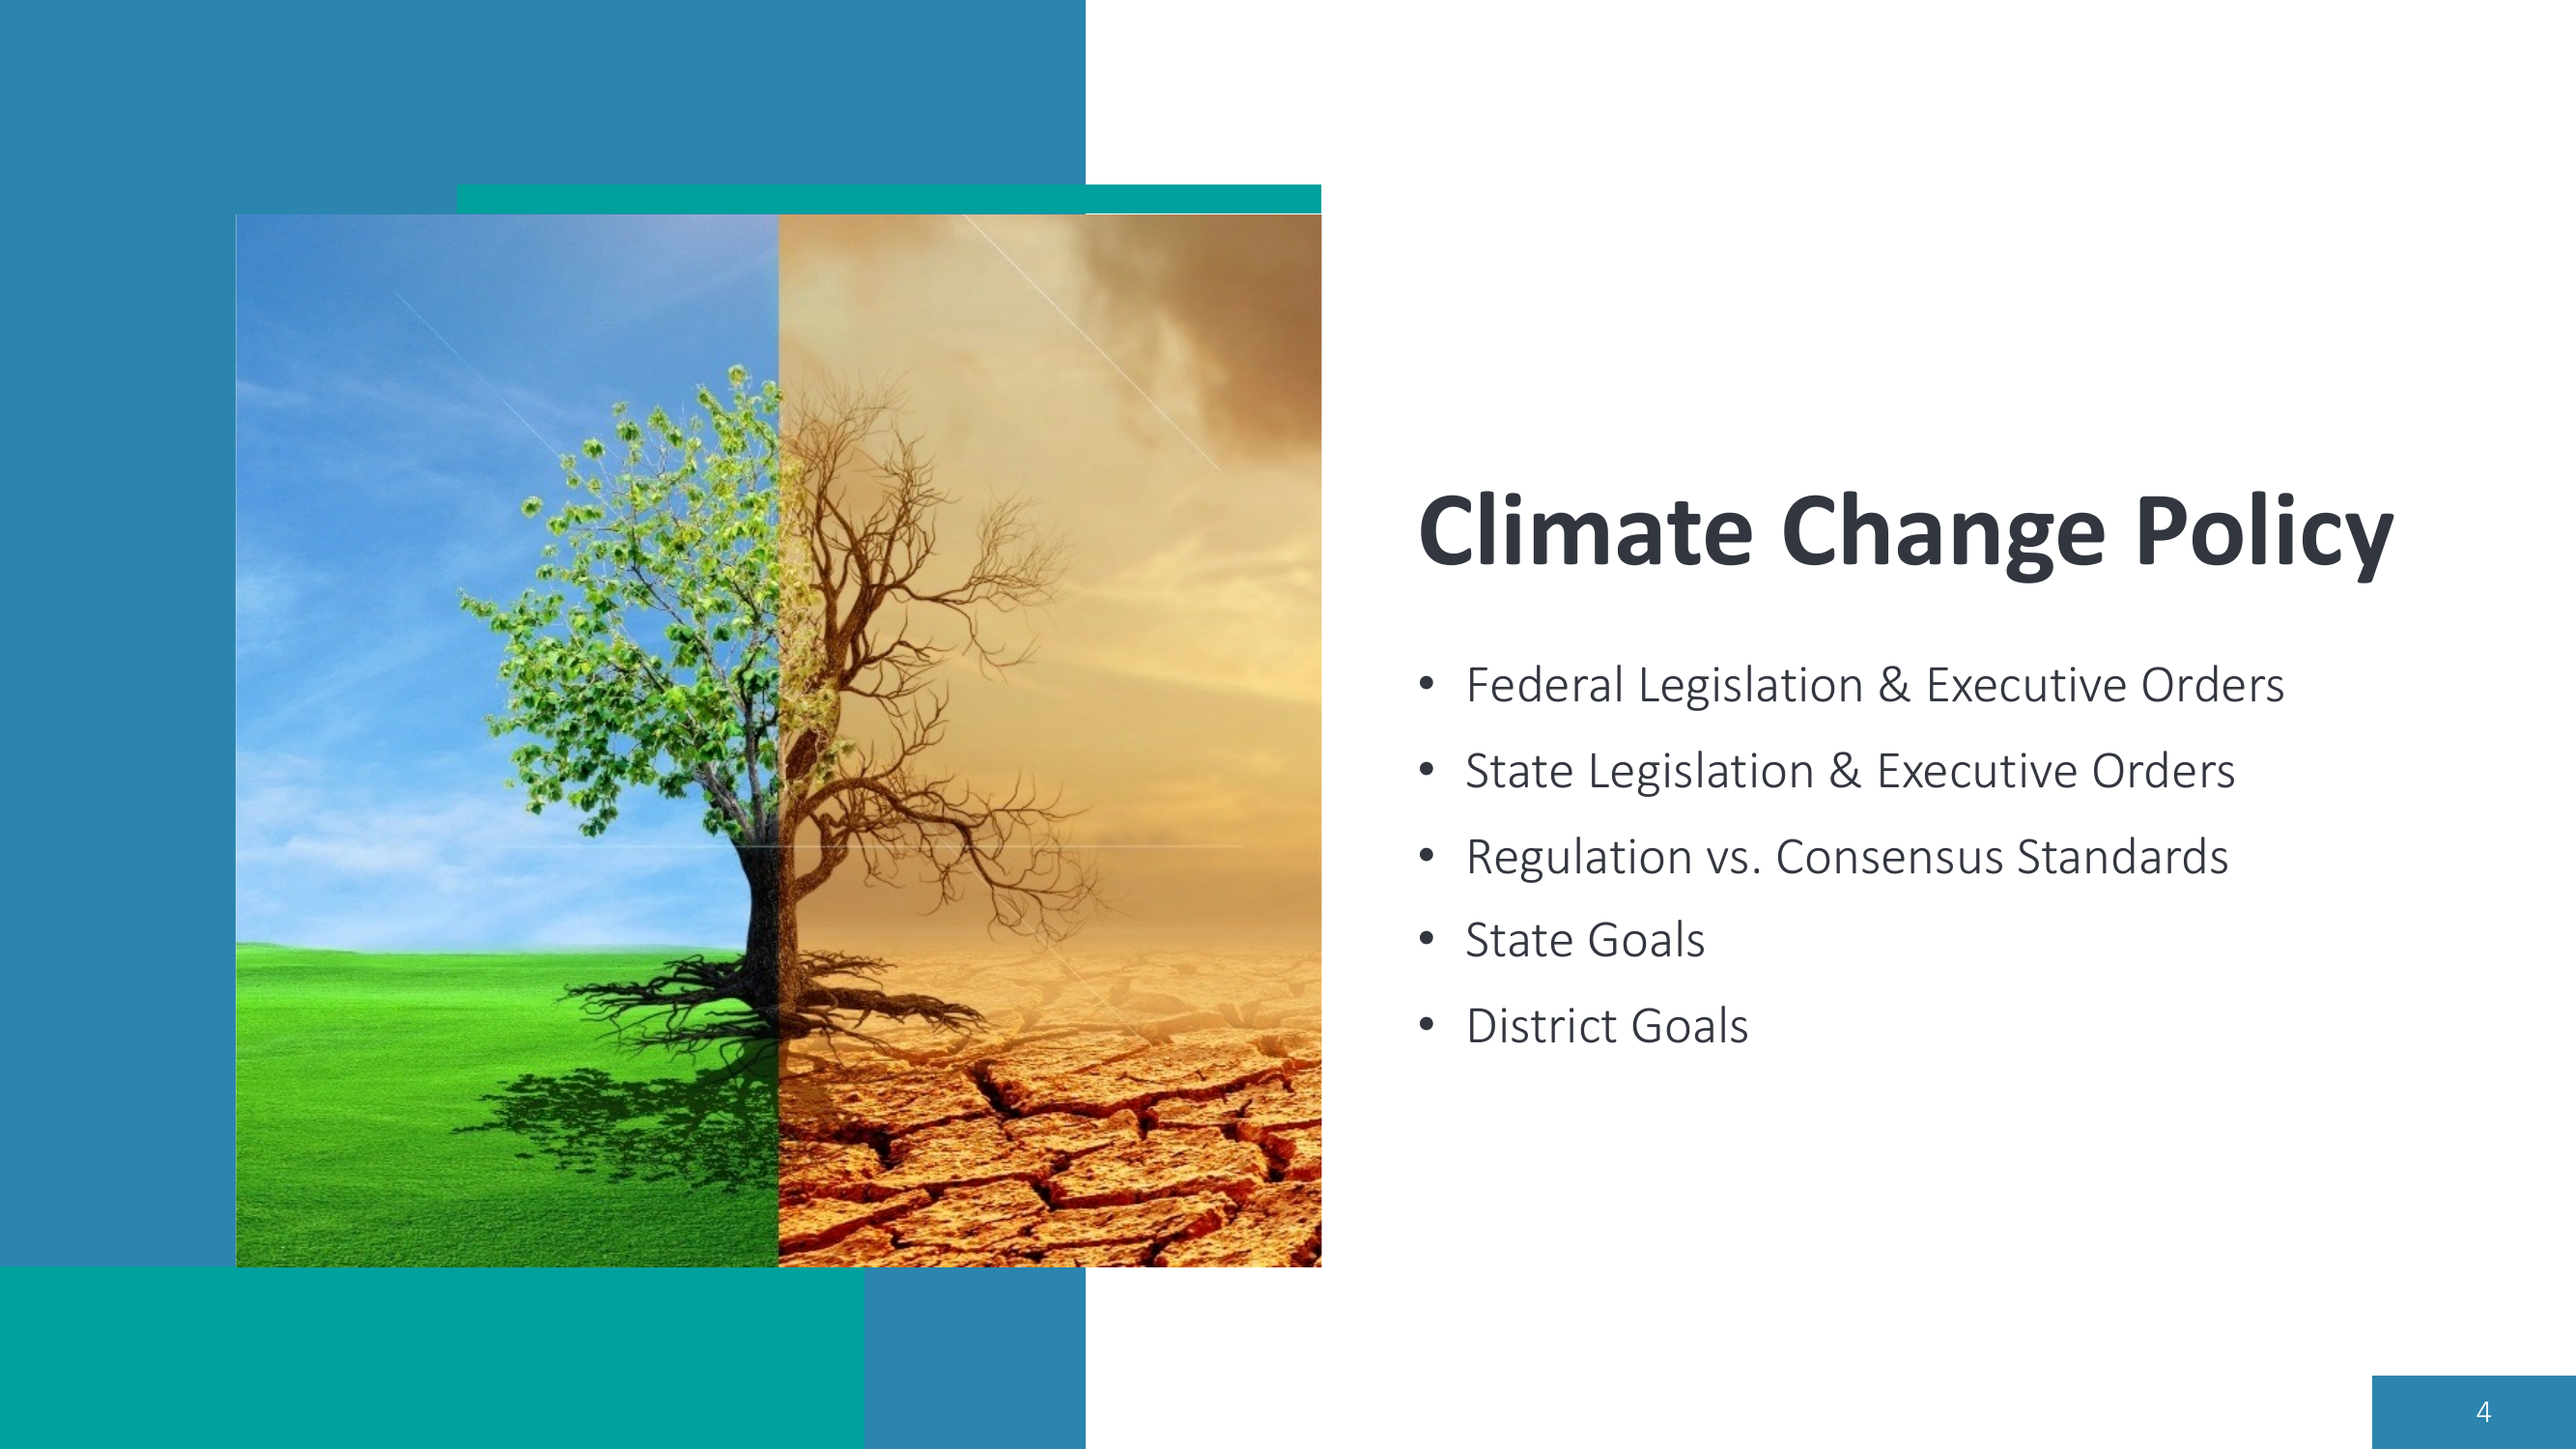 Climate Change Policy
• Federal Legislation & Executive Orders
• State Legislation & Executive Orders
• Regulation vs. Consensus Standards
• State Goals
• District Goals
4